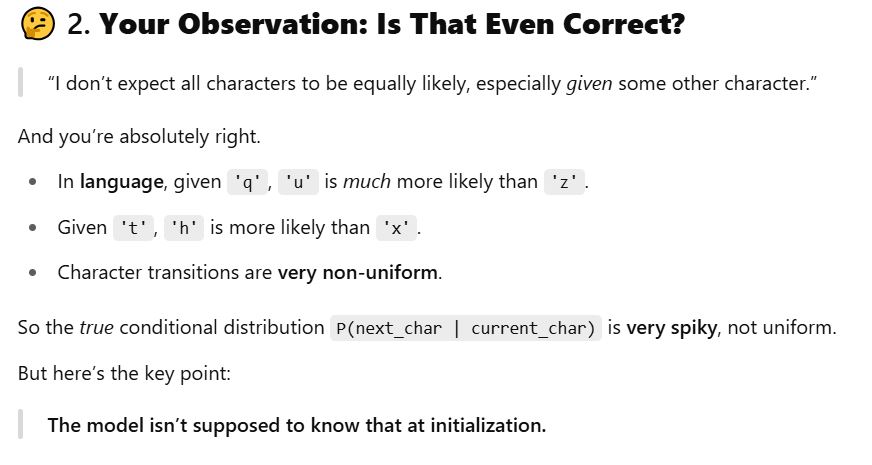 🤔 2. Your Observation: Is That Even Correct?
“I don’t expect all characters to be equally likely, especially given some other character.”
And you’re absolutely right.
• In language, given 'q', 'u' is much more likely than 'z'.
• Given 't', 'h' is more likely than 'x'.
• Character transitions are very non-uniform.
So the true conditional distribution P(next_char | current_char) is very spiky, not uniform.
But here’s the key point:
The model isn’t supposed to know that at initialization.